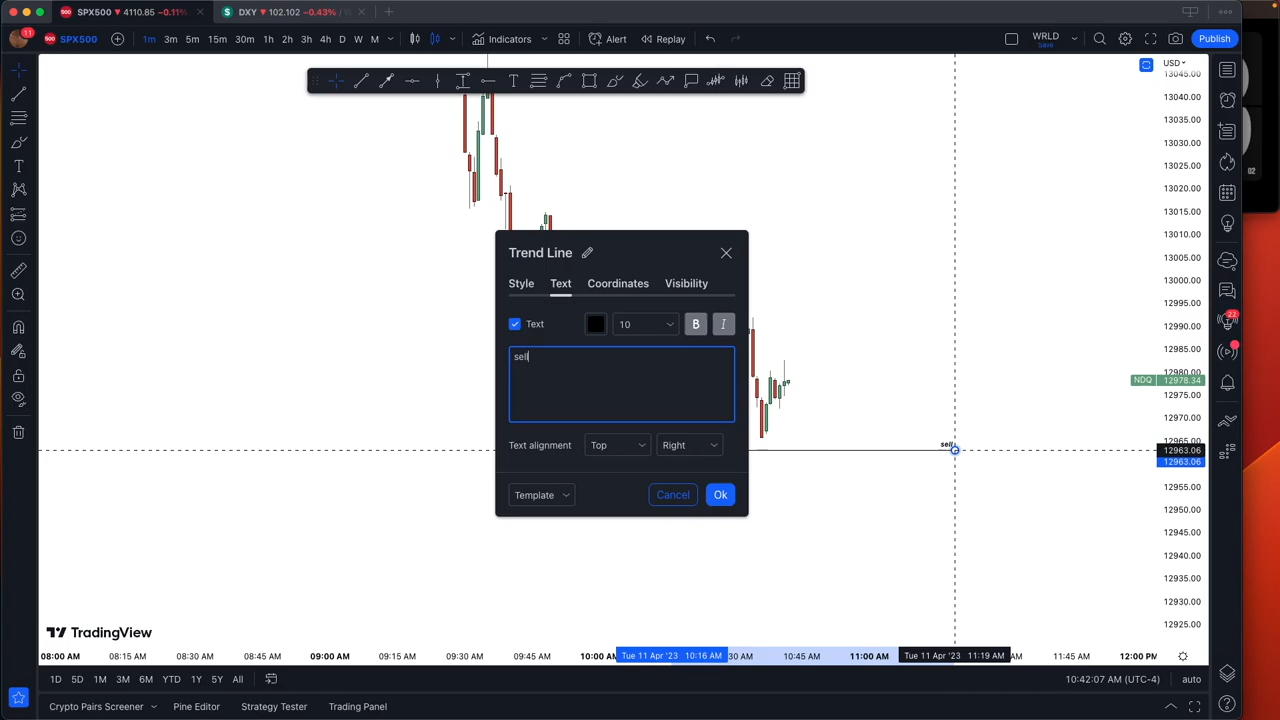 SPX500 ▼ 4110.85 −0.11%
DXY ▼ 102.102 −0.43% /
11
500 SPX500
1m 3m 5m 15m 30m 1h 2h 3h 4h D W M
Indicators
Alert
Replay
WRLD
Save
Publish
USD
13045.00
13040.00
13035.00
13030.00
13025.00
13020.00
13015.00
13010.00
13005.00
13000.00
12995.00
12990.00
12985.00
12980.00
NDQ 12978.34
12975.00
12970.00
12965.00
12963.06
12963.06
12955.00
12950.00
12945.00
12940.00
12935.00
12930.00
12925.00
02
22
Trend Line
Style Text Coordinates Visibility
Text 10 B I
sell
Text alignment Top Right
Template Cancel Ok
sell
TradingView
08:00 AM 08:15 AM 08:30 AM 08:45 AM 09:00 AM 09:15 AM 09:30 AM 09:45 AM 10:00 Tue 11 Apr '23 10:16 AM 30 AM 10:45 AM 11:00 AM Tue 11 Apr '23 11:19 AM AM 11:45 AM 12:00 PM
1D 5D 1M 3M 6M YTD 1Y 5Y All
10:42:07 AM (UTC-4) auto
Crypto Pairs Screener Pine Editor Strategy Tester Trading Panel